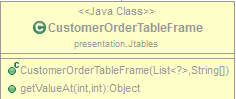 <<Java Class>>
CustomerOrderTableFrame
presentation.Jtables
CustomerOrderTableFrame(List<?>,String[])
getValueAt(int,int):Object